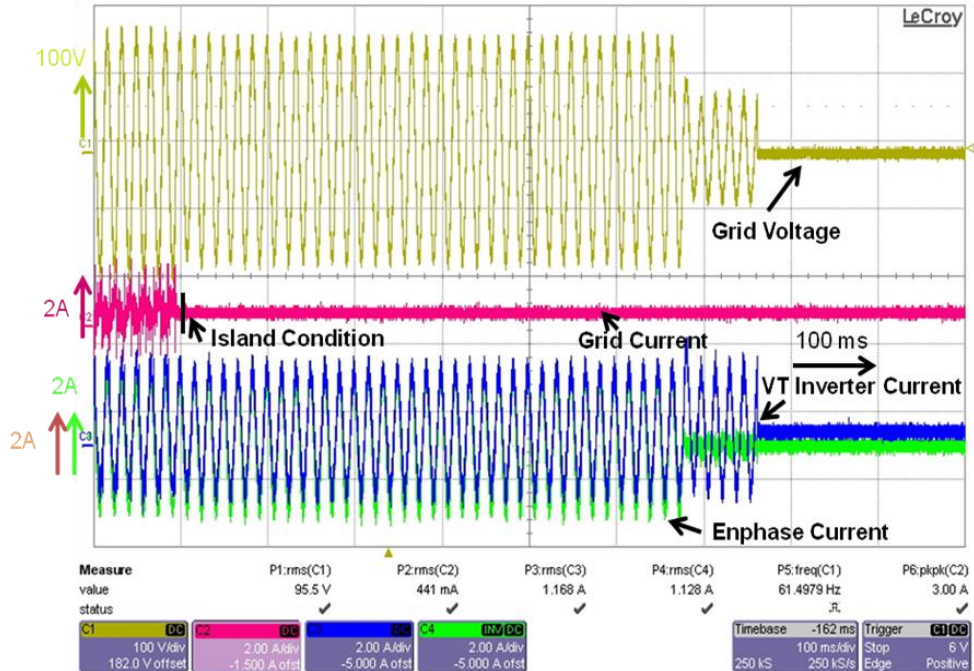 LeCroy
100V
C1
Grid Voltage
2A
C2
Island Condition
Grid Current
100 ms
2A
VT Inverter Current
C3
2A
Enphase Current
Measure P1:rms(C1) P2:rms(C2) P3:rms(C3) P4:rms(C4) P5:freq(C1) P6:pkpk(C2)
value 95.5 V 441 mA 1.168 A 1.128 A 61.4979 Hz 3.00 A
status
C1 DC C2 DC DC C4 INV DC Timebase -162 ms Trigger C1 DC
100 V/div 2.00 A/div 2.00 A/div 2.00 A/div 100 ms/div Stop 6 V
182.0 V offset -1.500 A ofst -5.000 A ofst -5.000 A ofst 250 kS 250 kS/s Edge Positive